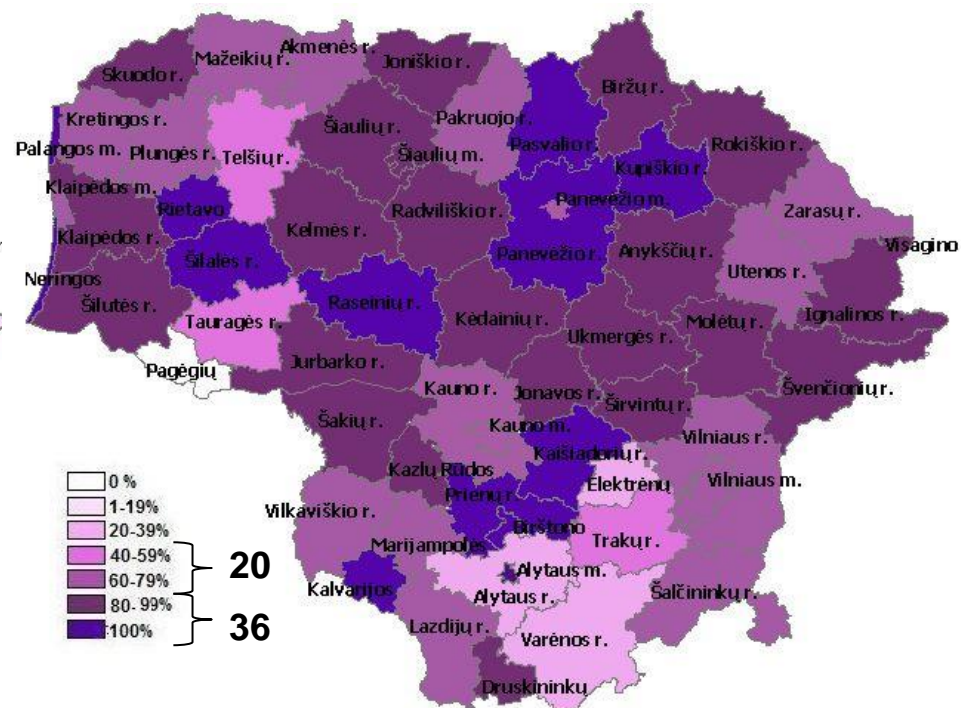 Akmenės r.
Mažeikių r.
Joniškio r.
Skuodo r.
Biržų r.
Kretingos r.
Šiaulių r.
Pakruojo r.
Pasvalio r.
Rokiškio r.
Palangos m.
Plungės r.
Telšių r.
Šiaulių m.
Kupiškio r.
Klaipėdos m.
Rietavo
Radviliškio r.
Panevėžio m.
Zarasų r.
Klaipėdos r.
Kelmės r.
Panevėžio r.
Anykščių r.
Visagino
Šilalės r.
Utenos r.
Neringos
Šilutės r.
Raseinių r.
Tauragės r.
Kėdainių r.
Ukmergės r.
Molėtų r.
Ignalinos r.
Pagėgių
Jurbarko r.
Kauno r.
Jonavos r.
Širvintų r.
Švenčionių r.
Šakių r.
Kauno m.
Vilniaus r.
Kaišiadorių r.
Kazlų Rūdos
Elektrėnų
Vilniaus m.
Prienų r.
Vilkaviškio r.
Birštono
Trakų r.
Marijampolės
Alytaus m.
Kalvarijos
Alytaus r.
Šalčininkų r.
Lazdijų r.
Varėnos r.
Druskininkų
0 %
1-19%
20-39%
40-59%
60-79%
80-99%
100%
20
36